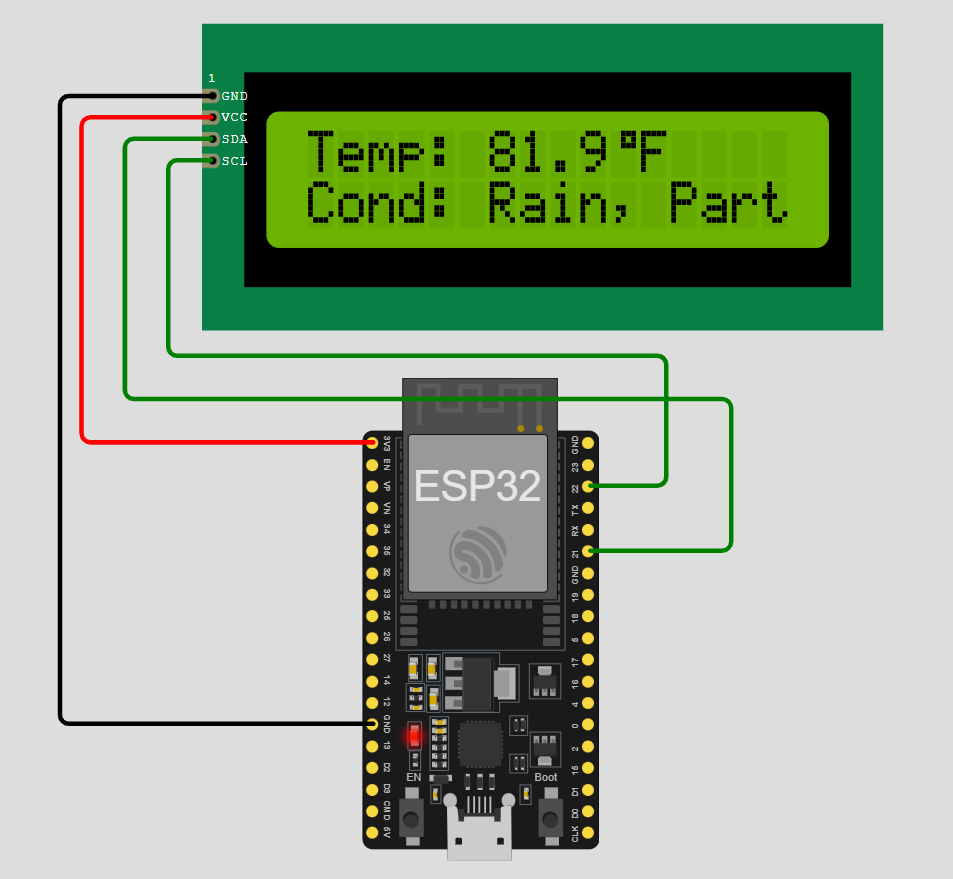 1
GND
VCC
SDA
SCL
Temp: 81.9ºF
Cond: Rain, Part
ESP32
3V3
EN
VP
VN
34
35
32
33
25
26
27
14
12
GND
13
D2
D3
CMD
5V
GND
23
22
TX
RX
21
GND
19
18
5
17
16
4
0
2
15
D1
D0
CLK
EN
Boot